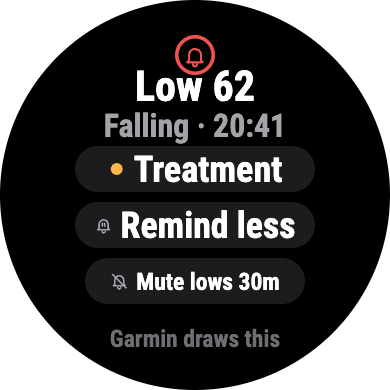 Low 62
Falling · 20:41
Treatment
Remind less
Mute lows 30m
Garmin draws this